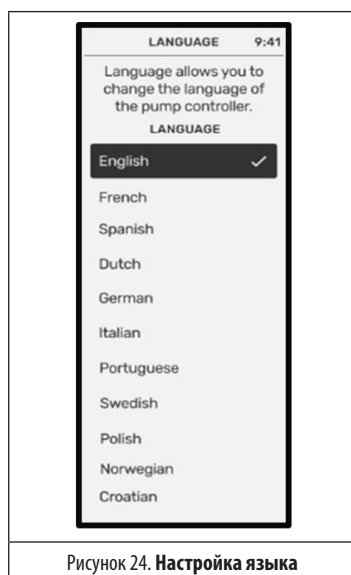 LANGUAGE 9:41
Language allows you to
change the language of
the pump controller.
LANGUAGE
English
French
Spanish
Dutch
German
Italian
Portuguese
Swedish
Polish
Norwegian
Croatian
Рисунок 24. Настройка языка